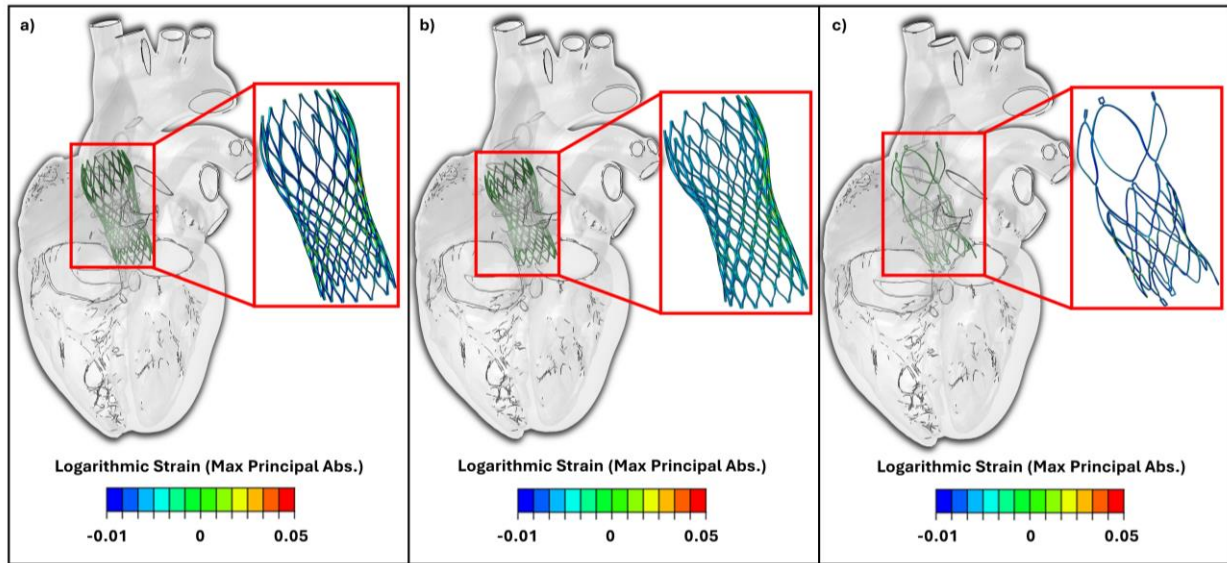 a)
Logarithmic Strain (Max Principal Abs.)
-0.01 0 0.05
b)
Logarithmic Strain (Max Principal Abs.)
-0.01 0 0.05
c)
Logarithmic Strain (Max Principal Abs.)
-0.01 0 0.05